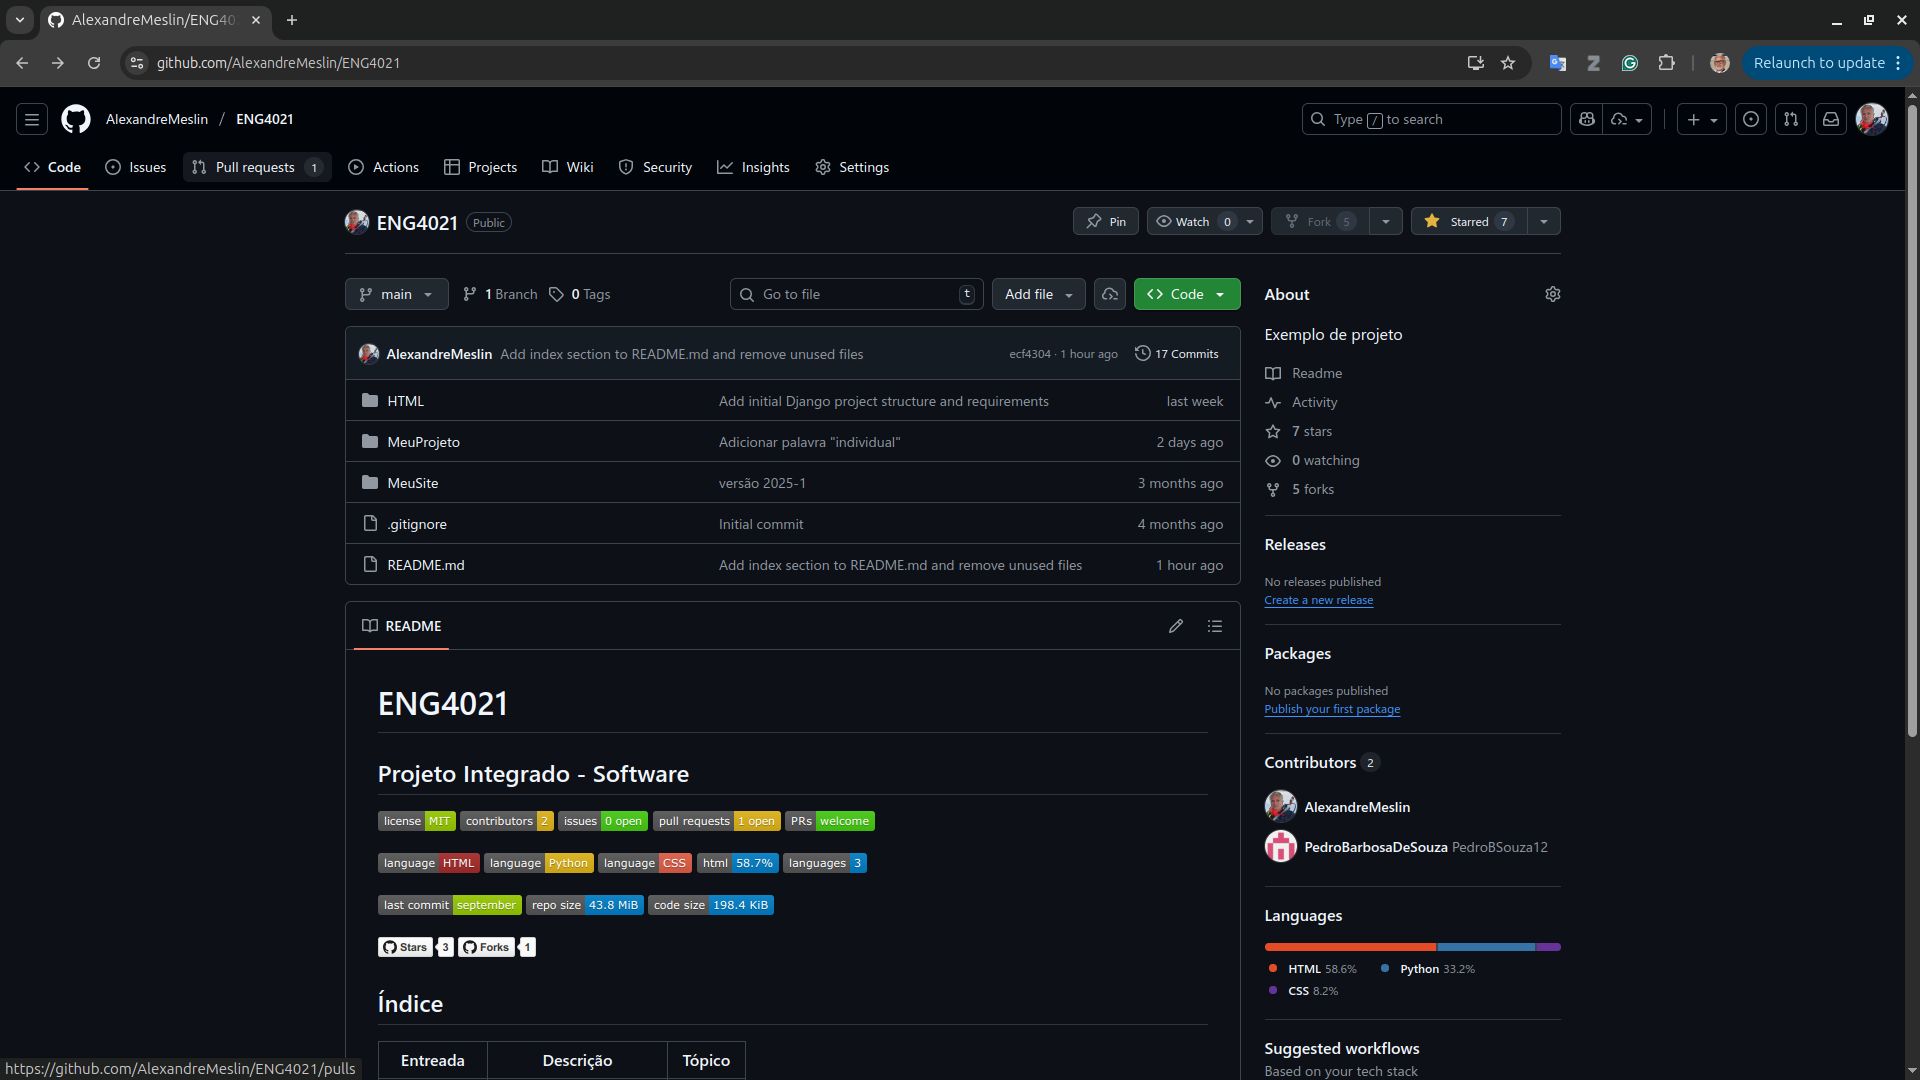 AlexandreMeslin/ENG402
github.com/AlexandreMeslin/ENG4021
Relaunch to update
AlexandreMeslin / ENG4021
Type / to search
Code
Issues
Pull requests 1
Actions
Projects
Wiki
Security
Insights
Settings
ENG4021 Public
Pin
Watch 0
Fork 5
Starred 7
main
1 Branch
0 Tags
Go to file t
Add file
Code
AlexandreMeslin Add index section to README.md and remove unused files ecf4304 · 1 hour ago 17 Commits
HTML Add initial Django project structure and requirements last week
MeuProjeto Adicionar palavra "individual" 2 days ago
MeuSite versão 2025-1 3 months ago
.gitignore Initial commit 4 months ago
README.md Add index section to README.md and remove unused files 1 hour ago
README
ENG4021
Projeto Integrado - Software
license MIT contributors 2 issues 0 open pull requests 1 open PRs welcome
language HTML language Python language CSS html 58.7% languages 3
last commit september repo size 43.8 MiB code size 198.4 KiB
Stars 3 Forks 1
Índice
Entreada Descrição Tópico
About
Exemplo de projeto
Readme
Activity
7 stars
0 watching
5 forks
Releases
No releases published
Create a new release
Packages
No packages published
Publish your first package
Contributors 2
AlexandreMeslin
PedroBarbosaDeSouza PedroBSouza12
Languages
HTML 58.6% Python 33.2%
CSS 8.2%
Suggested workflows
Based on your tech stack
https://github.com/AlexandreMeslin/ENG4021/pulls